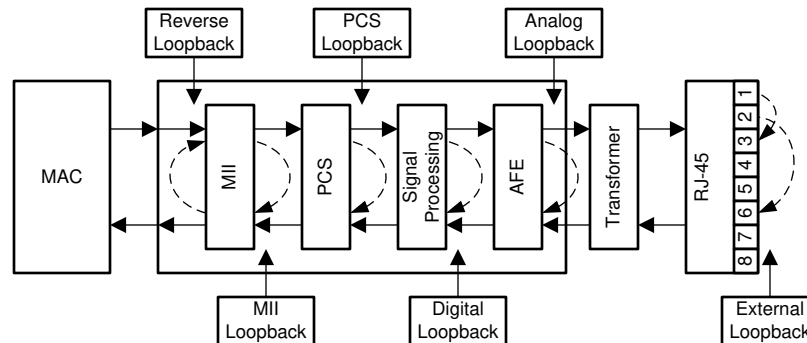 Reverse
Loopback
PCS
Loopback
Analog
Loopback
MAC
MII
PCS
Signal
Processing
AFE
Transformer
RJ-45
1
2
3
4
5
6
7
8
MII
Loopback
Digital
Loopback
External
Loopback